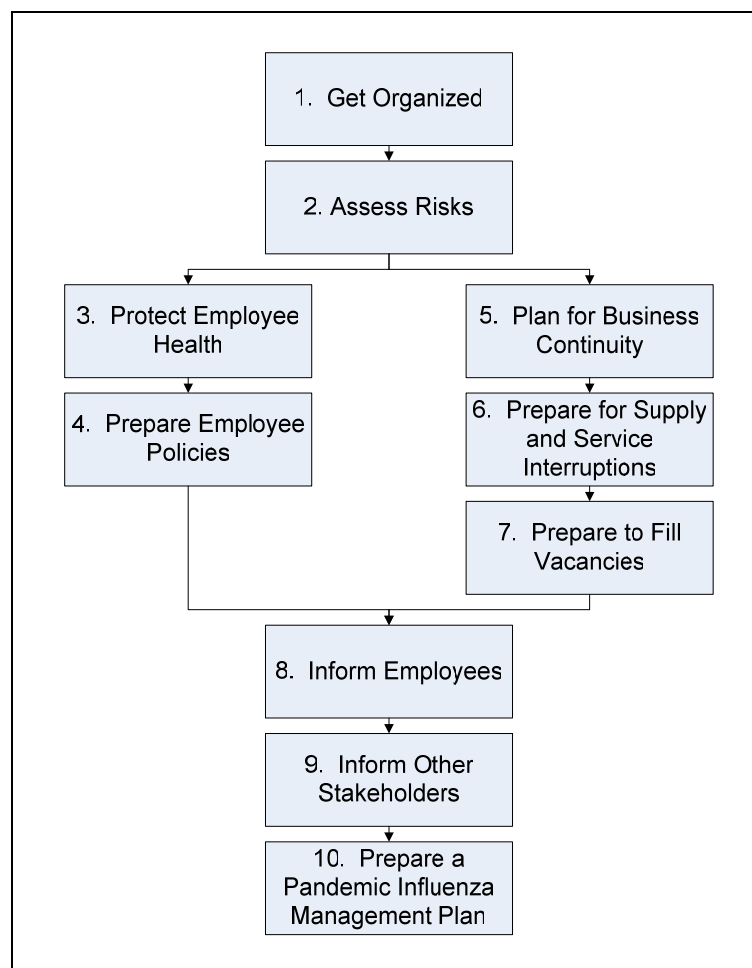 1. Get Organized
2. Assess Risks
3. Protect Employee
Health
4. Prepare Employee
Policies
5. Plan for Business
Continuity
6. Prepare for Supply
and Service
Interruptions
7. Prepare to Fill
Vacancies
8. Inform Employees
9. Inform Other
Stakeholders
10. Prepare a
Pandemic Influenza
Management Plan